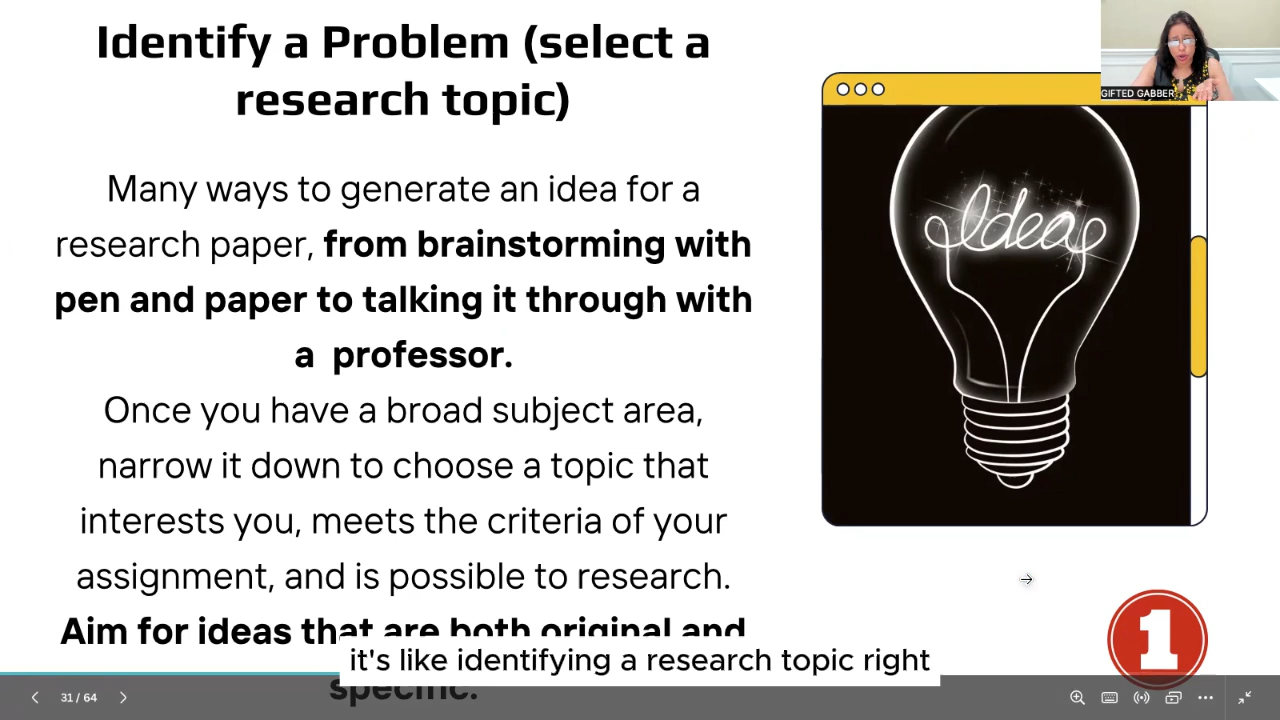 Identify a Problem (select a
research topic)
GIFTED GABBER
Many ways to generate an idea for a
research paper, from brainstorming with
pen and paper to talking it through with
a professor.
Once you have a broad subject area,
narrow it down to choose a topic that
interests you, meets the criteria of your
assignment, and is possible to research.
Aim for ideas that are both original and
specific.
Idea
1
it's like identifying a research topic right
31 / 64